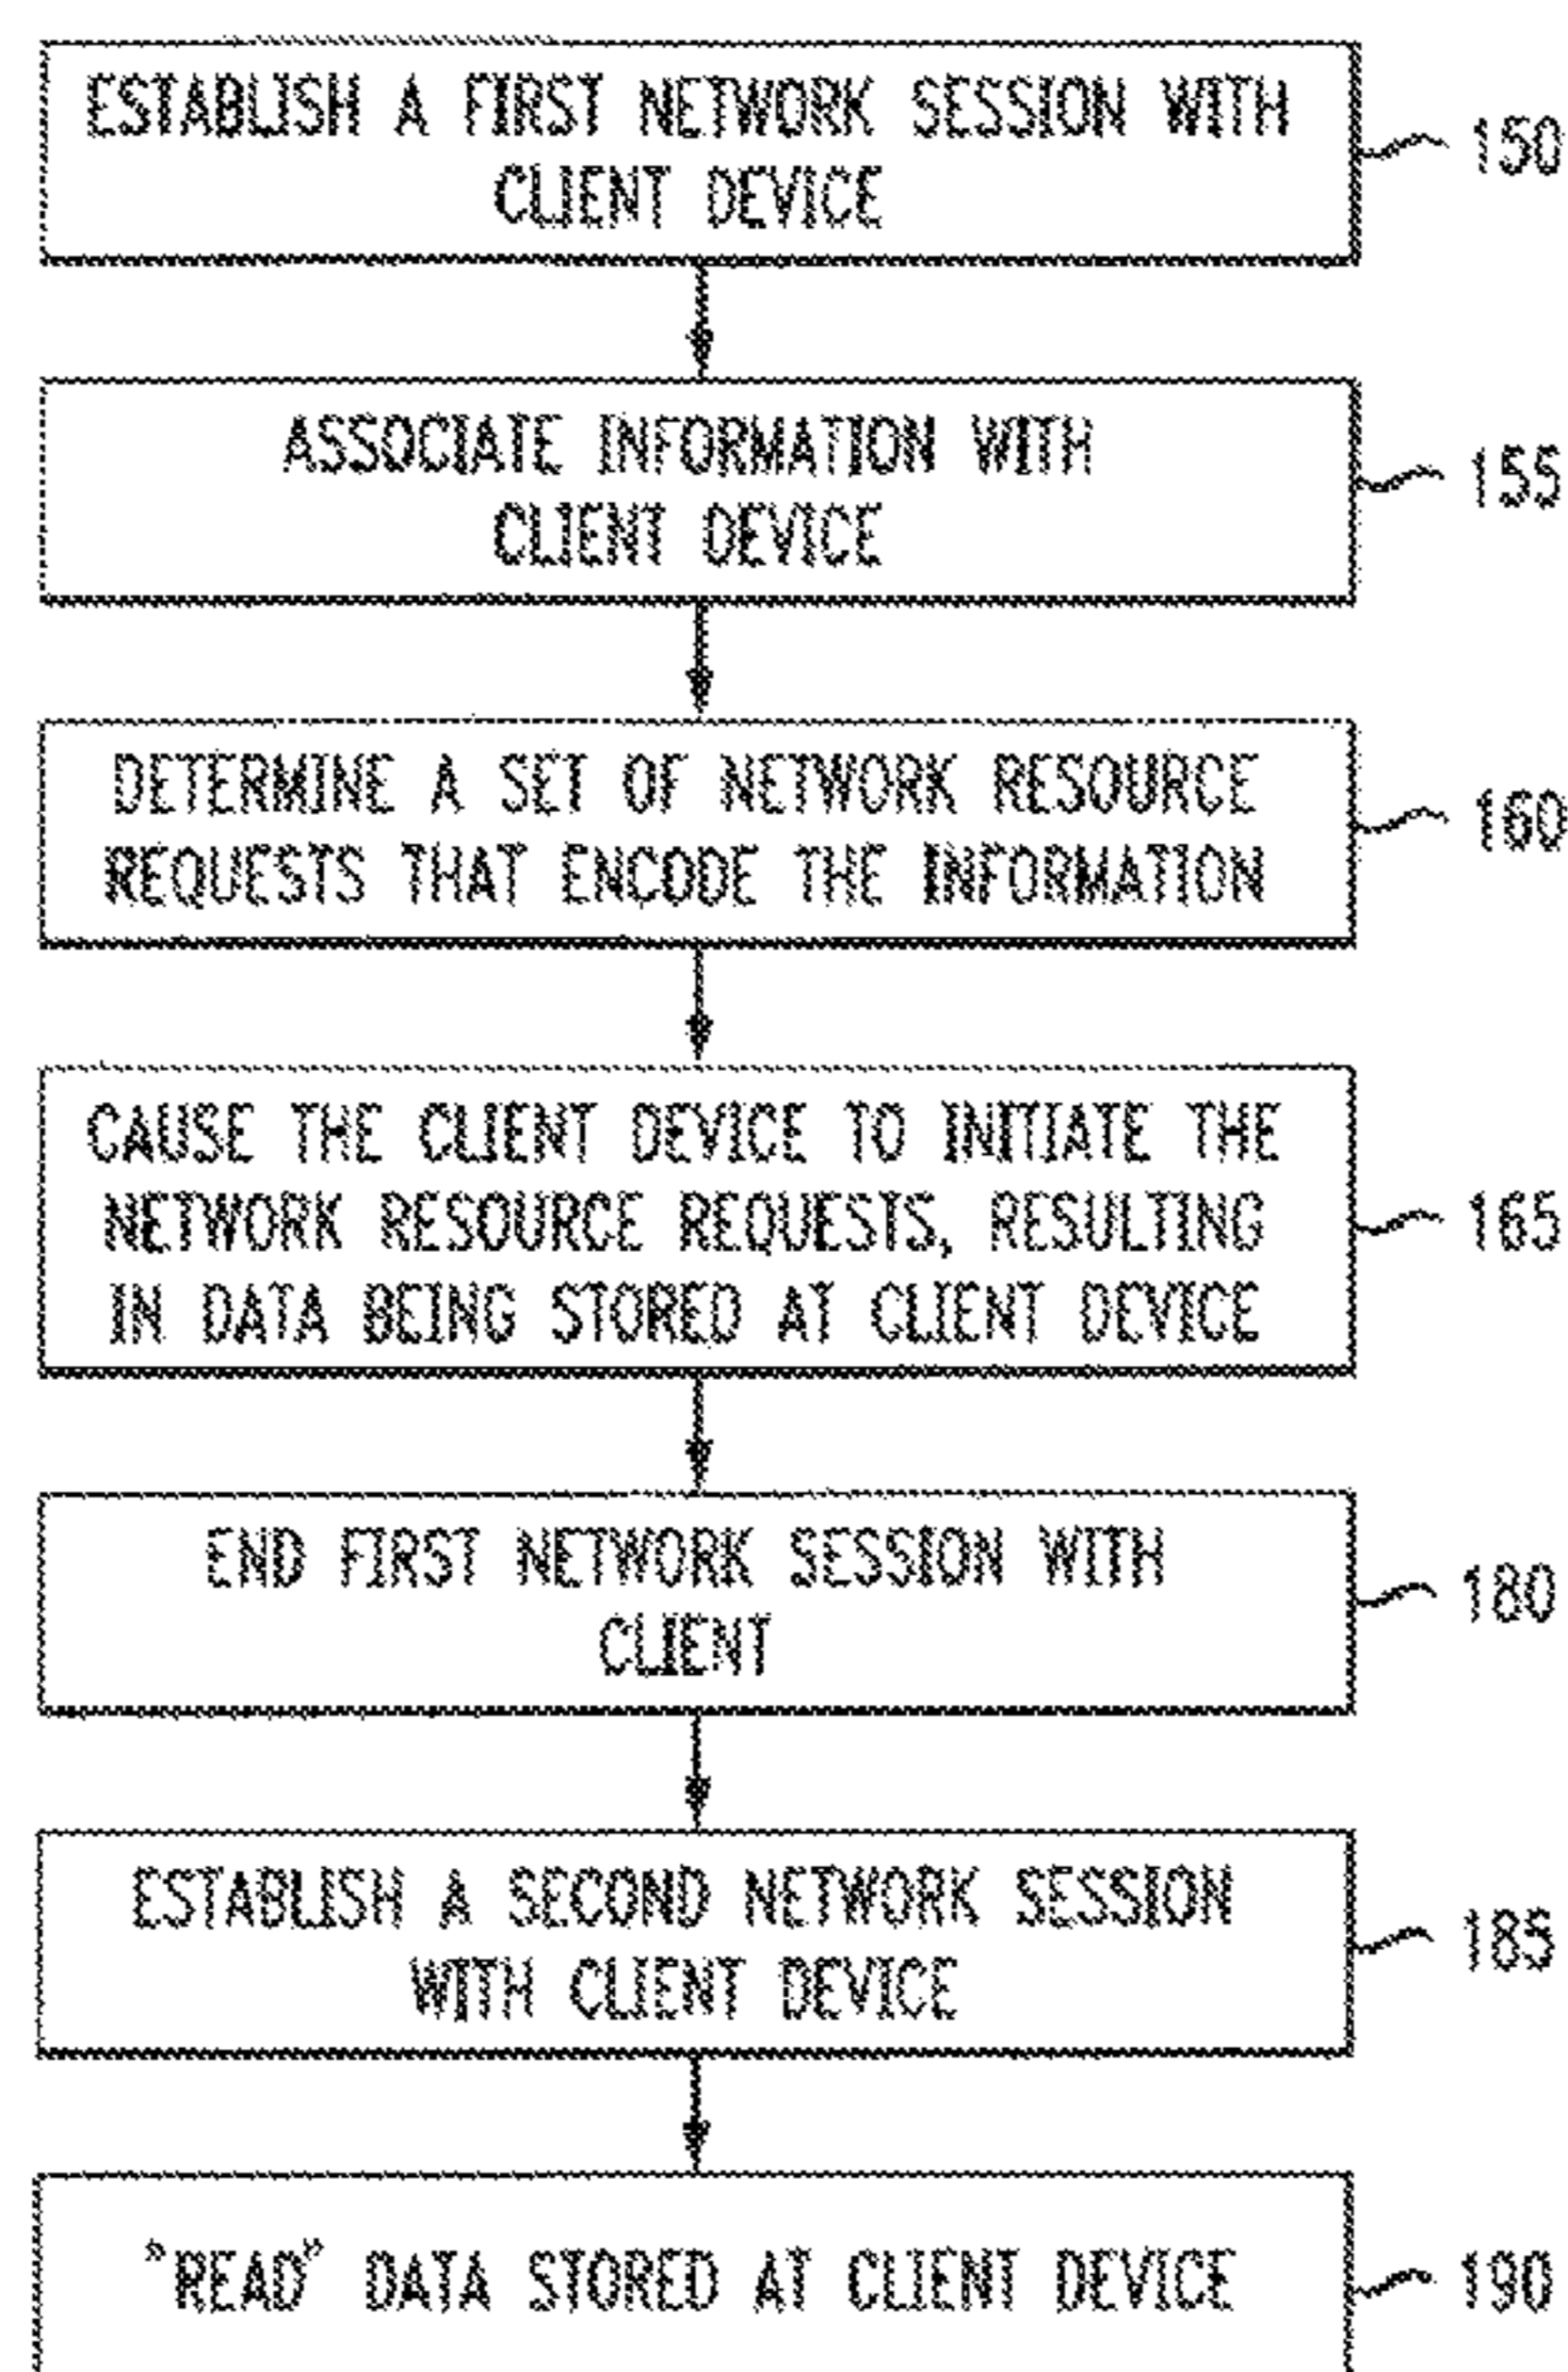 ESTABLISH A FIRST NETWORK SESSION WITH
CLIENT DEVICE
150
ASSOCIATE INFORMATION WITH
CLIENT DEVICE
155
DETERMINE A SET OF NETWORK RESOURCE
REQUESTS THAT ENCODE THE INFORMATION
160
CAUSE THE CLIENT DEVICE TO INITIATE THE
NETWORK RESOURCE REQUESTS, RESULTING
IN DATA BEING STORED AT CLIENT DEVICE
165
END FIRST NETWORK SESSION WITH
CLIENT
180
ESTABLISH A SECOND NETWORK SESSION
WITH CLIENT DEVICE
185
"READ" DATA STORED AT CLIENT DEVICE
190